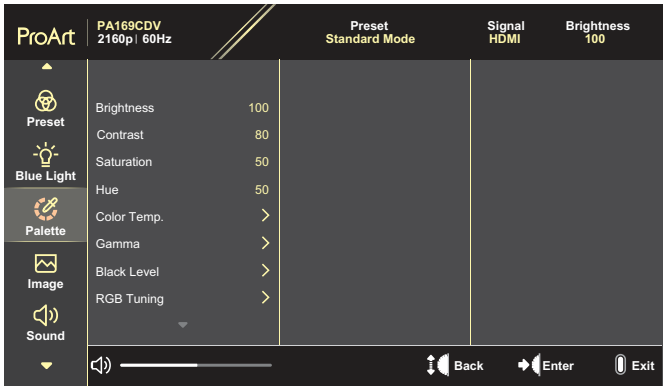 ProArt
PA169CDV
2160p | 60Hz
Preset
Standard Mode
Signal
HDMI
Brightness
100
Preset
Blue Light
Palette
Image
Sound
Brightness 100
Contrast 80
Saturation 50
Hue 50
Color Temp.
Gamma
Black Level
RGB Tuning
Back
Enter
Exit